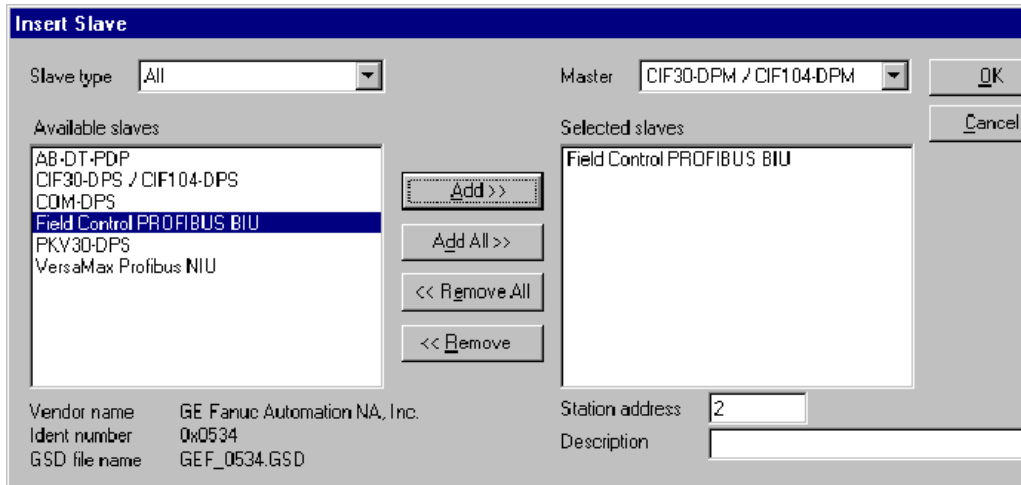 Insert Slave
Slave type All Master CIF30-DPM / CIF104-DPM OK
Cancel
Available slaves
AB-DT-PDP
CIF30-DPS / CIF104-DPS
COM-DPS
Field Control PROFIBUS BIU
PKV30-DPS
VersaMax Profibus NIU
Add >>
Add All >>
<< Remove All
<< Remove
Selected slaves
Field Control PROFIBUS BIU
Vendor name GE Fanuc Automation NA, Inc.
Ident number 0x0534
GSD file name GEF_0534.GSD
Station address 2
Description